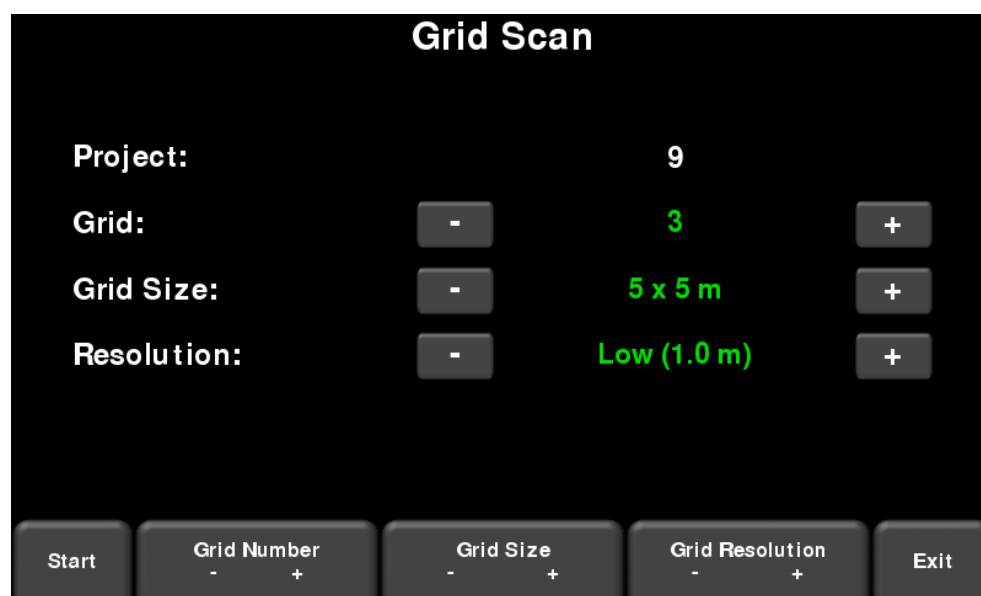 Grid Scan
Project: 9
Grid: - 3 +
Grid Size: - 5 x 5 m +
Resolution: - Low (1.0 m) +
Start Grid Number Grid Size Grid Resolution Exit
- + - + - +